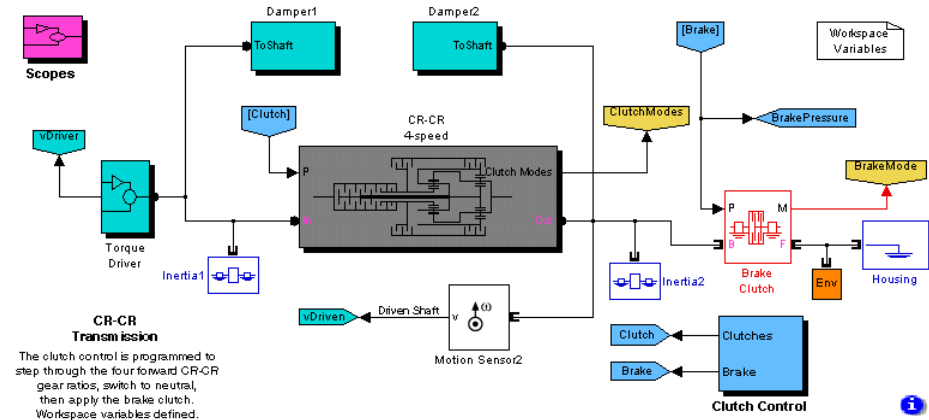 Damper1
Damper2
[Brake]
Workspace
Variables
ToShaft
ToShaft
Scopes
[Clutch]
CR-CR
4-speed
ClutchModes
BrakePressure
vDriver
BrakeMode
P
Clutch Modes
In
Out
P
M
B
F
Torque
Driver
Inertia1
Inertia2
Brake
Clutch
Env
Housing
vDriven
Driven Shaft
v
(ω)
Motion Sensor2
CR-CR
Transmission
The clutch control is programmed to
step through the four forward CR-CR
gear ratios, switch to neutral,
then apply the brake clutch.
Workspace variables defined.
Clutch
Clutches
Brake
Brake
Clutch Control
i